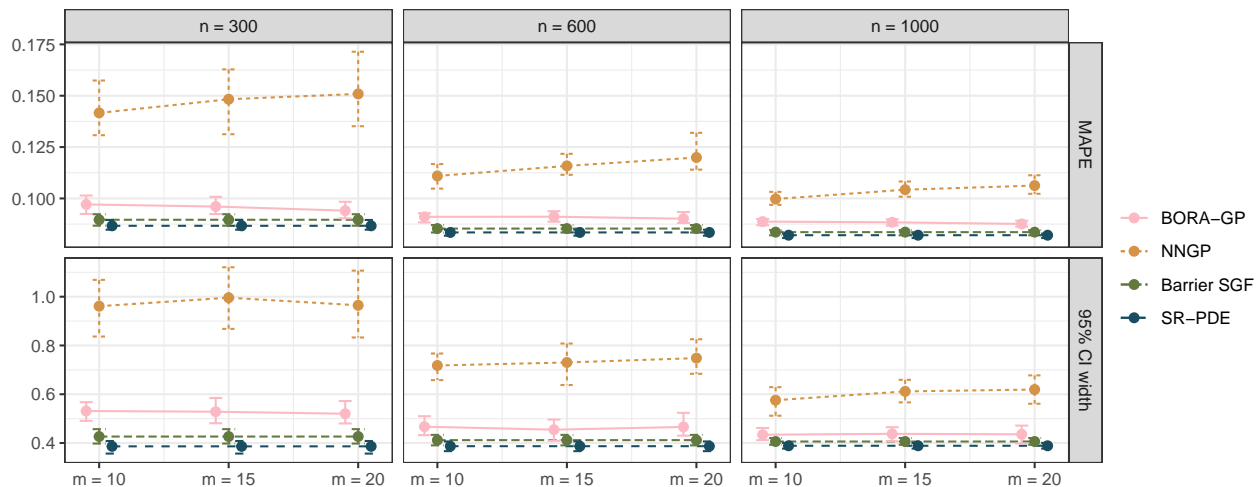 n = 300
n = 600
n = 1000
0.175
0.150
0.125
0.100
MAPE
1.0
0.8
0.6
0.4
95% CI width
m = 10
m = 15
m = 20
m = 10
m = 15
m = 20
m = 10
m = 15
m = 20
BORA−GP
NNGP
Barrier SGF
SR−PDE